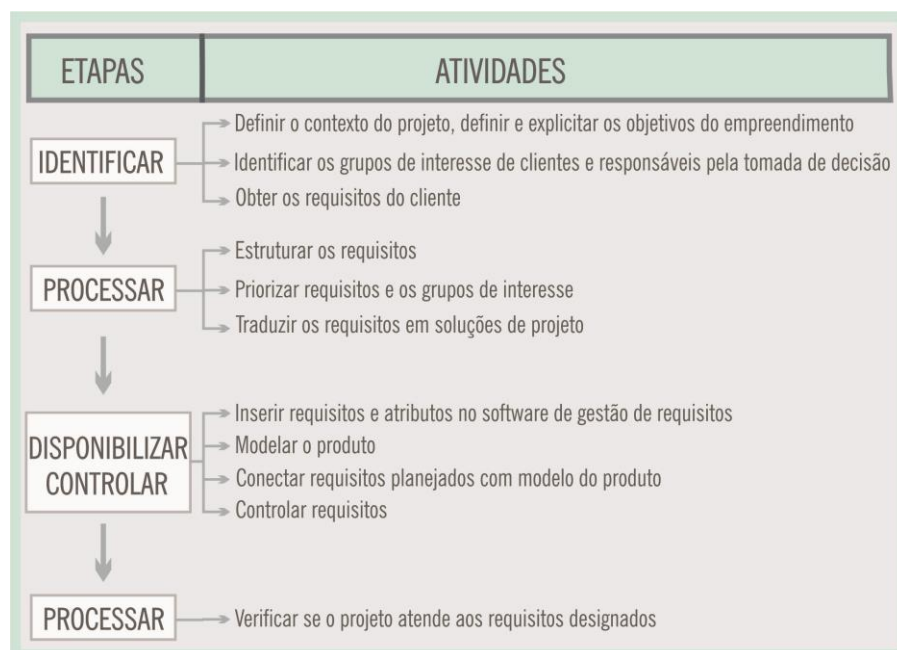 ETAPAS
ATIVIDADES
IDENTIFICAR
Definir o contexto do projeto, definir e explicitar os objetivos do empreendimento
Identificar os grupos de interesse de clientes e responsáveis pela tomada de decisão
Obter os requisitos do cliente
PROCESSAR
Estruturar os requisitos
Priorizar requisitos e os grupos de interesse
Traduzir os requisitos em soluções de projeto
DISPONIBILIZAR
CONTROLAR
Inserir requisitos e atributos no software de gestão de requisitos
Modelar o produto
Conectar requisitos planejados com modelo do produto
Controlar requisitos
PROCESSAR
Verificar se o projeto atende aos requisitos designados